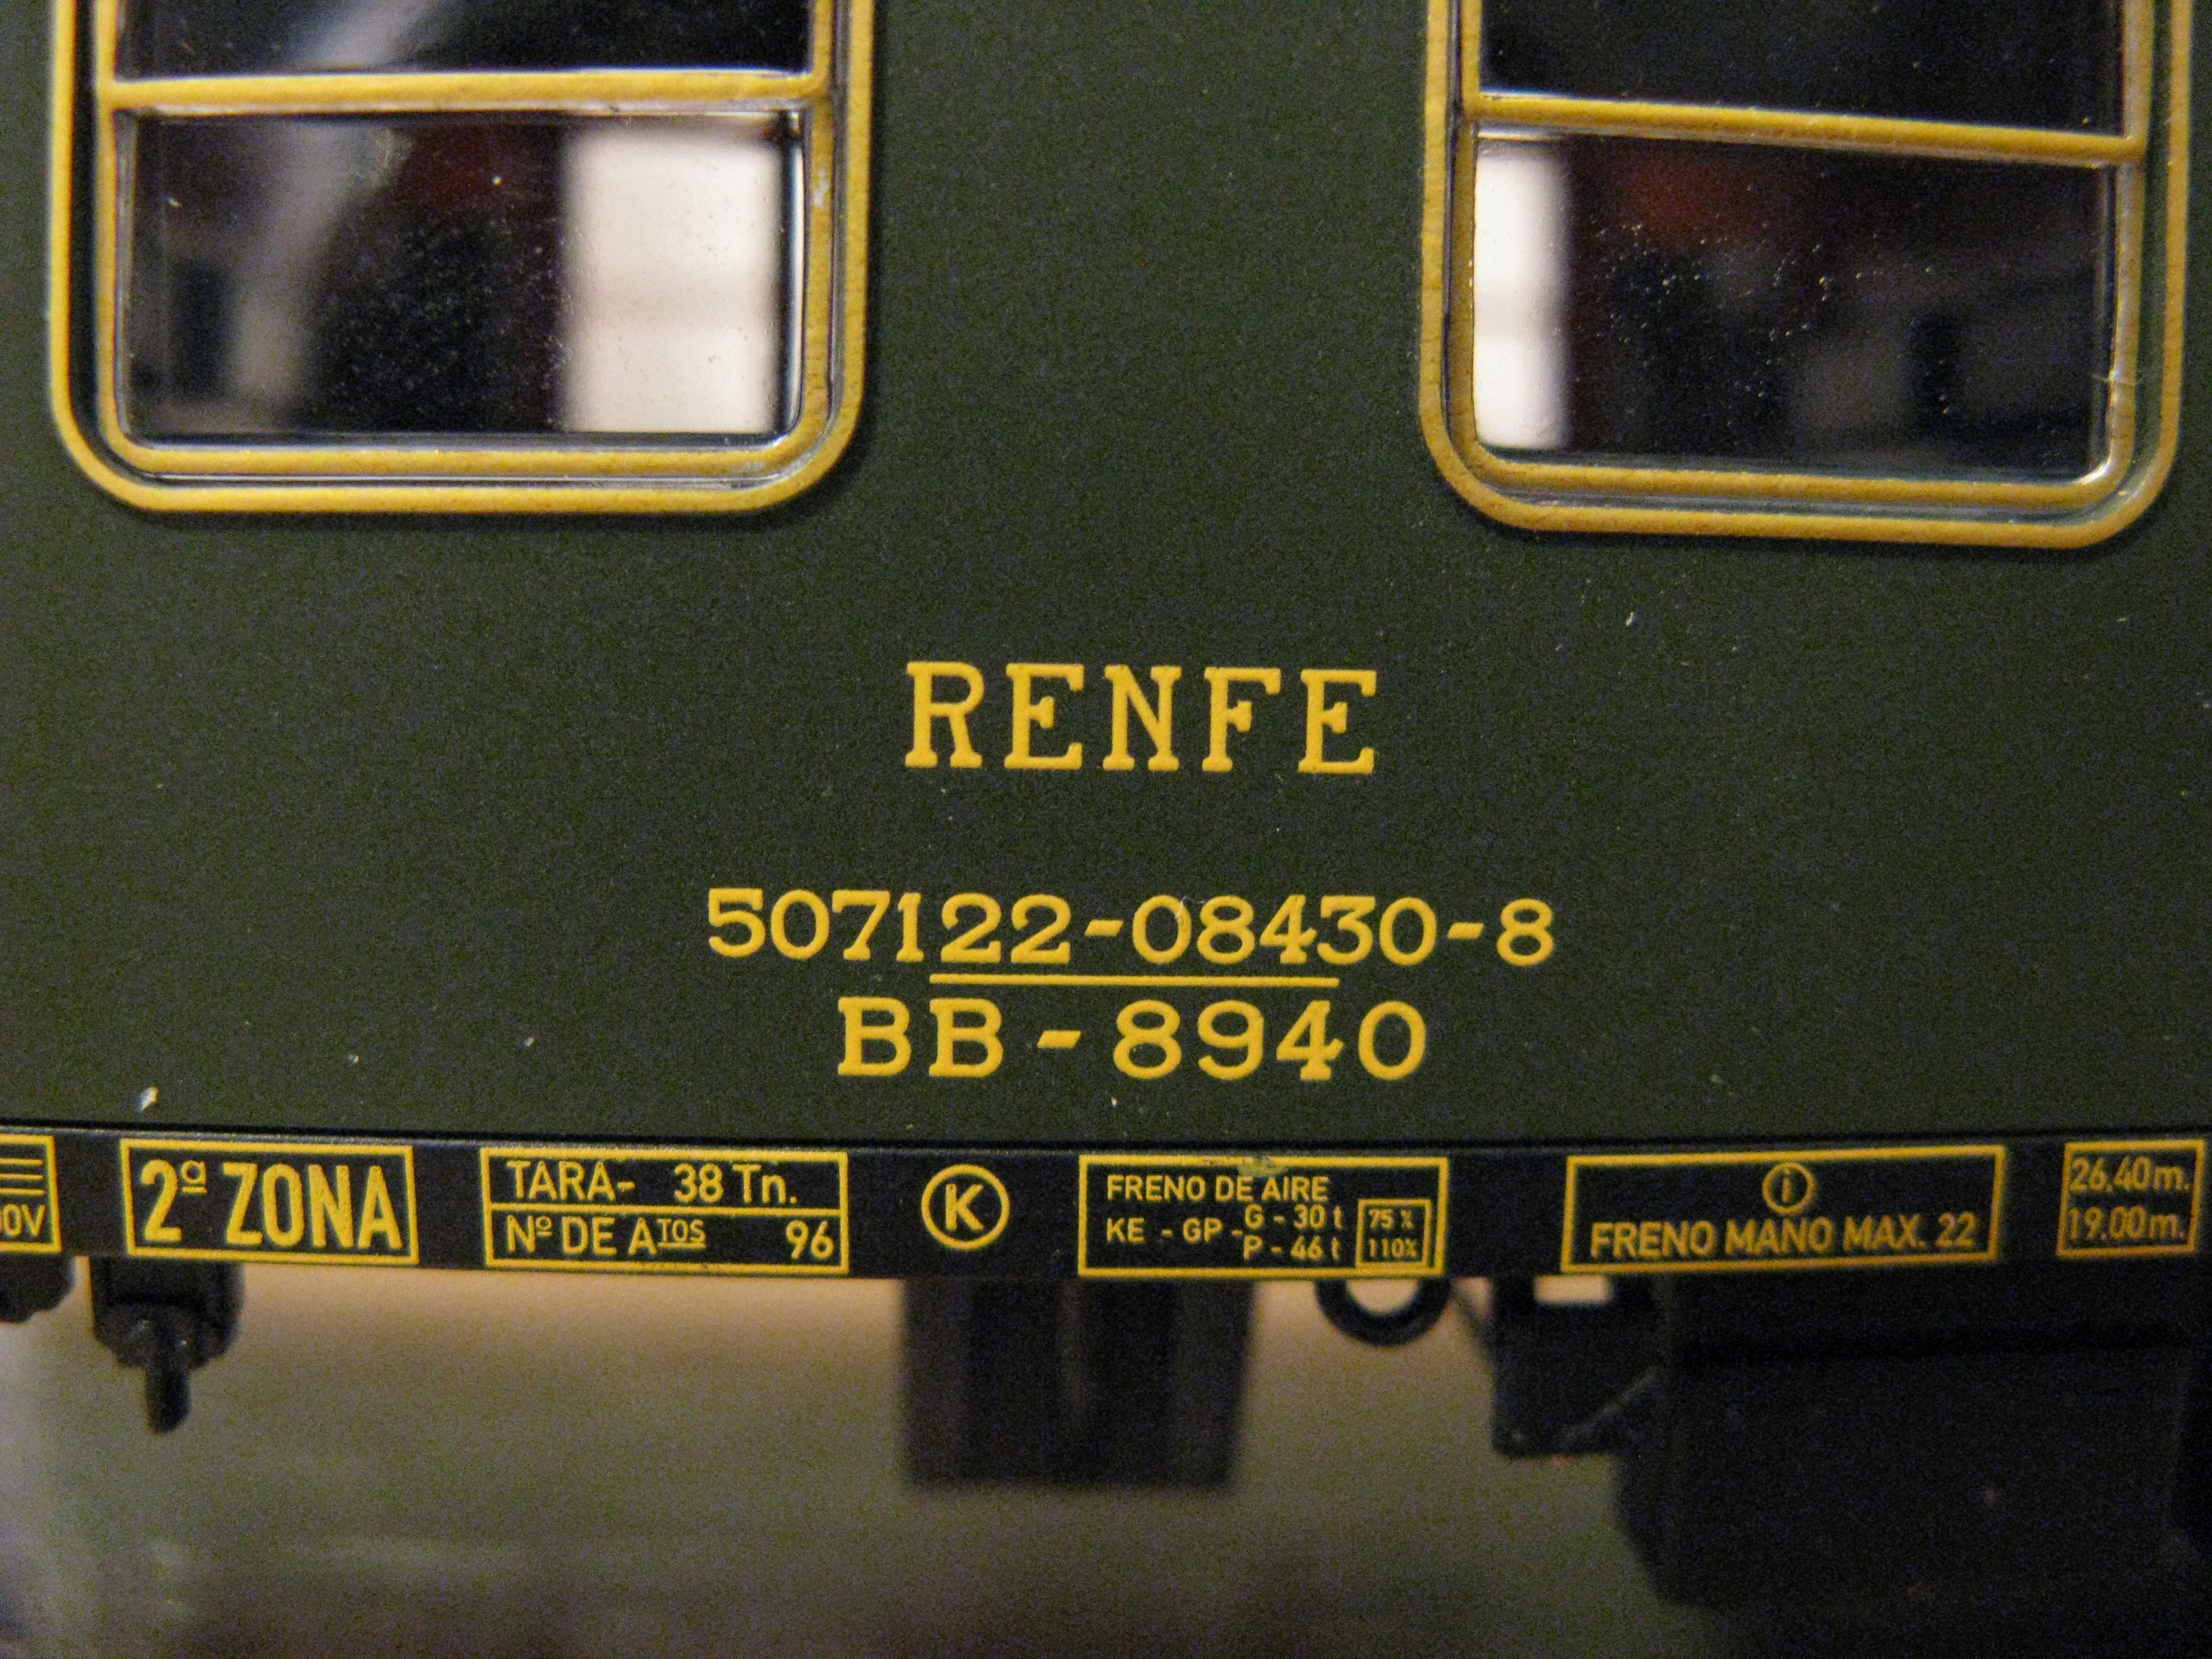 RENFE
507122-08430-8
BB-8940
00V
2ª ZONA
TARA- 38 Tn.
Nº DE ATOS 96
K
FRENO DE AIRE
KE - GP - G - 30 t 75%
P - 46 t 110%
i
FRENO MANO MAX. 22
26.40m.
19.00m.